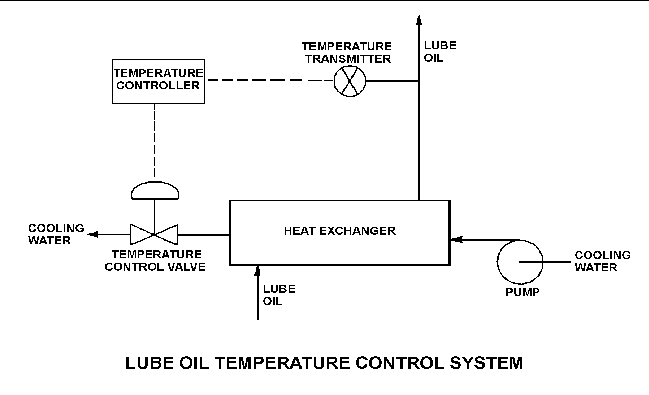 TEMPERATURE
TRANSMITTER
LUBE
OIL
TEMPERATURE
CONTROLLER
COOLING
WATER
TEMPERATURE
CONTROL VALVE
HEAT EXCHANGER
LUBE
OIL
COOLING
WATER
PUMP
LUBE OIL TEMPERATURE CONTROL SYSTEM